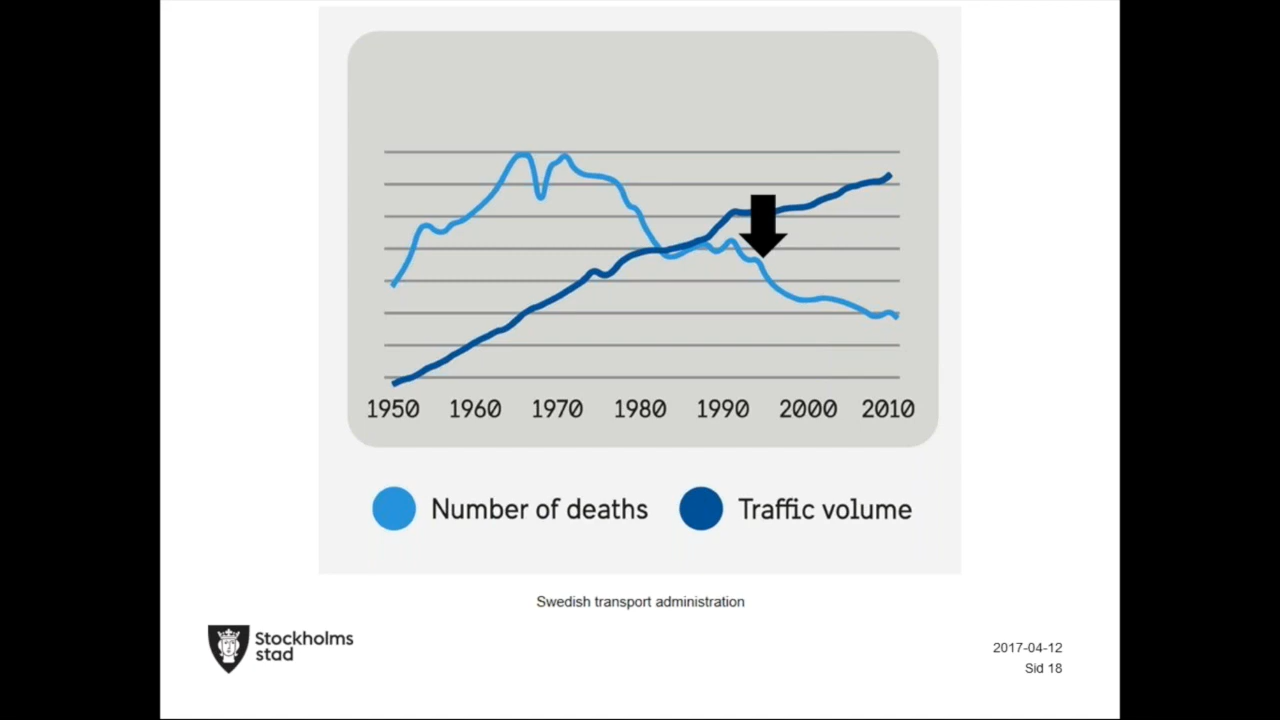 1950 1960 1970 1980 1990 2000 2010
Number of deaths Traffic volume
Swedish transport administration
Stockholms
stad
2017-04-12
Sid 18